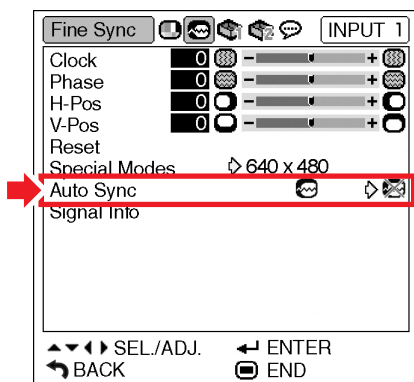 Fine Sync INPUT 1
Clock 0 - +
Phase 0 - +
H-Pos 0 - +
V-Pos 0 - +
Reset
Special Modes 640 x 480
Auto Sync
Signal Info
SEL./ADJ. ENTER
BACK END